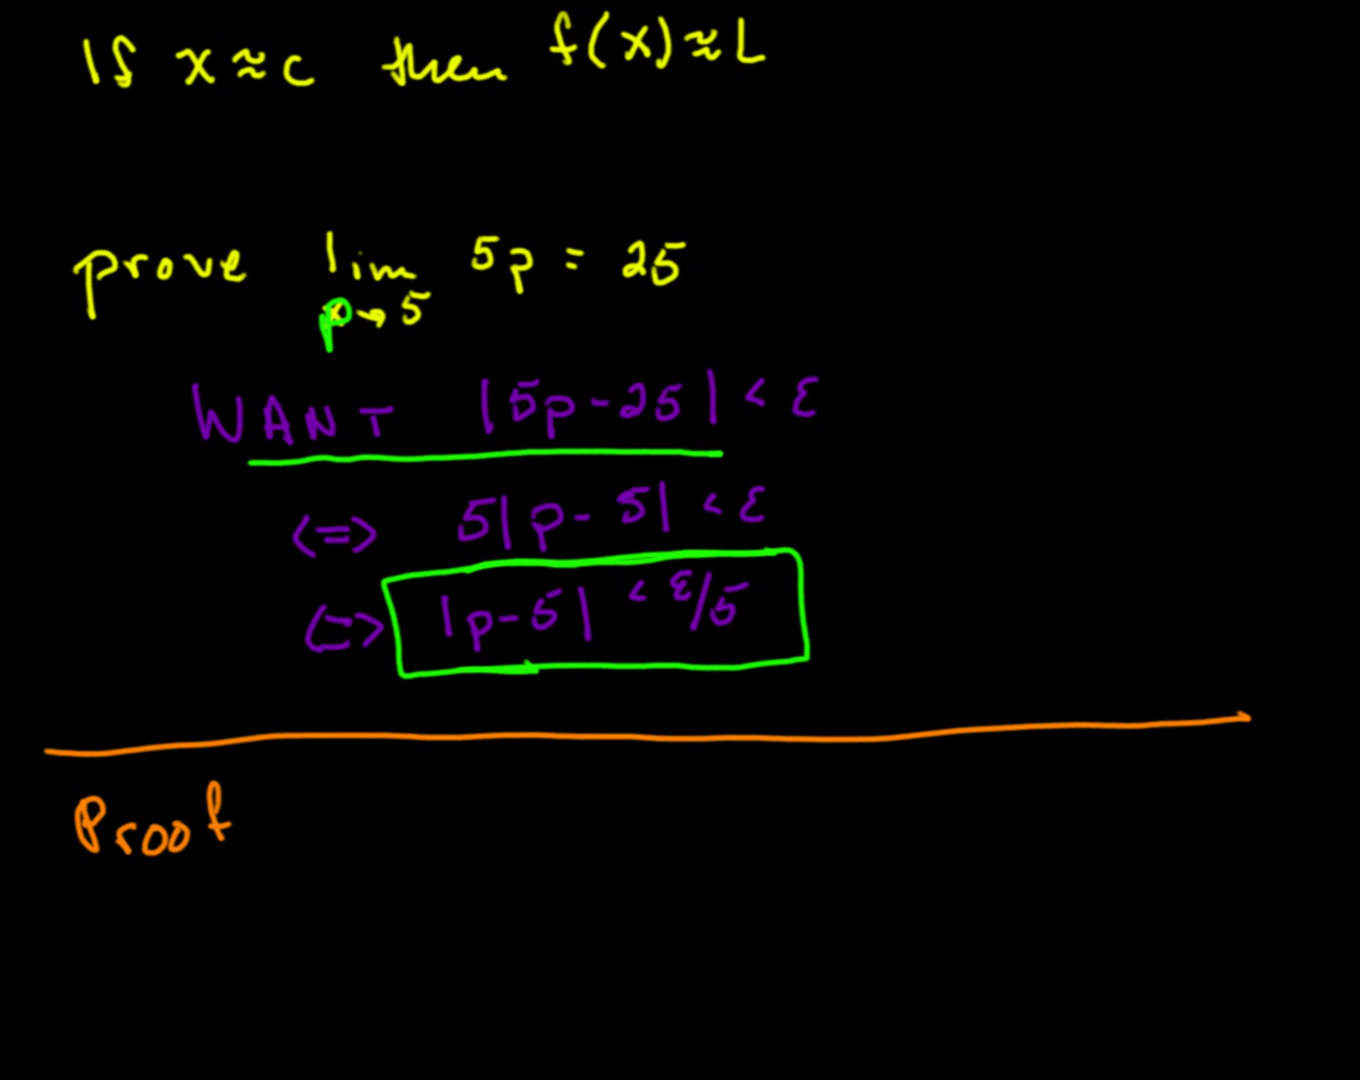 If x ≈ c then f(x) ≈ L
prove lim 5p = 25
p → 5
WANT |5p - 25| < ε
<=> 5|p - 5| < ε
<=> |p - 5| < ε/5
Proof